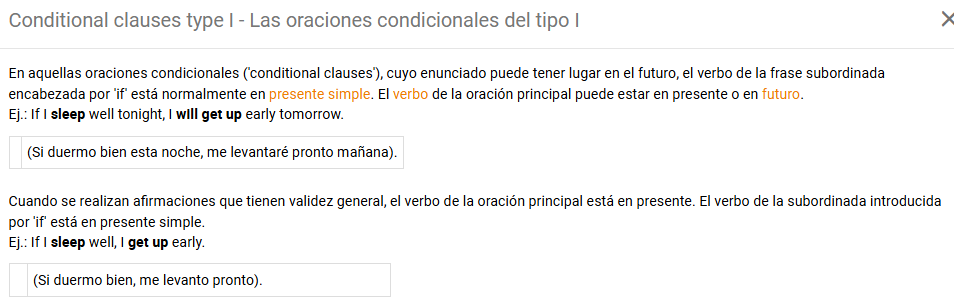 Conditional clauses type I - Las oraciones condicionales del tipo I
En aquellas oraciones condicionales ('conditional clauses'), cuyo enunciado puede tener lugar en el futuro, el verbo de la frase subordinada
encabezada por 'if' está normalmente en presente simple. El verbo de la oración principal puede estar en presente o en futuro.
Ej.: If I sleep well tonight, I will get up early tomorrow.
(Si duermo bien esta noche, me levantaré pronto mañana).
Cuando se realizan afirmaciones que tienen validez general, el verbo de la oración principal está en presente. El verbo de la subordinada introducida
por 'if' está en presente simple.
Ej.: If I sleep well, I get up early.
(Si duermo bien, me levanto pronto).